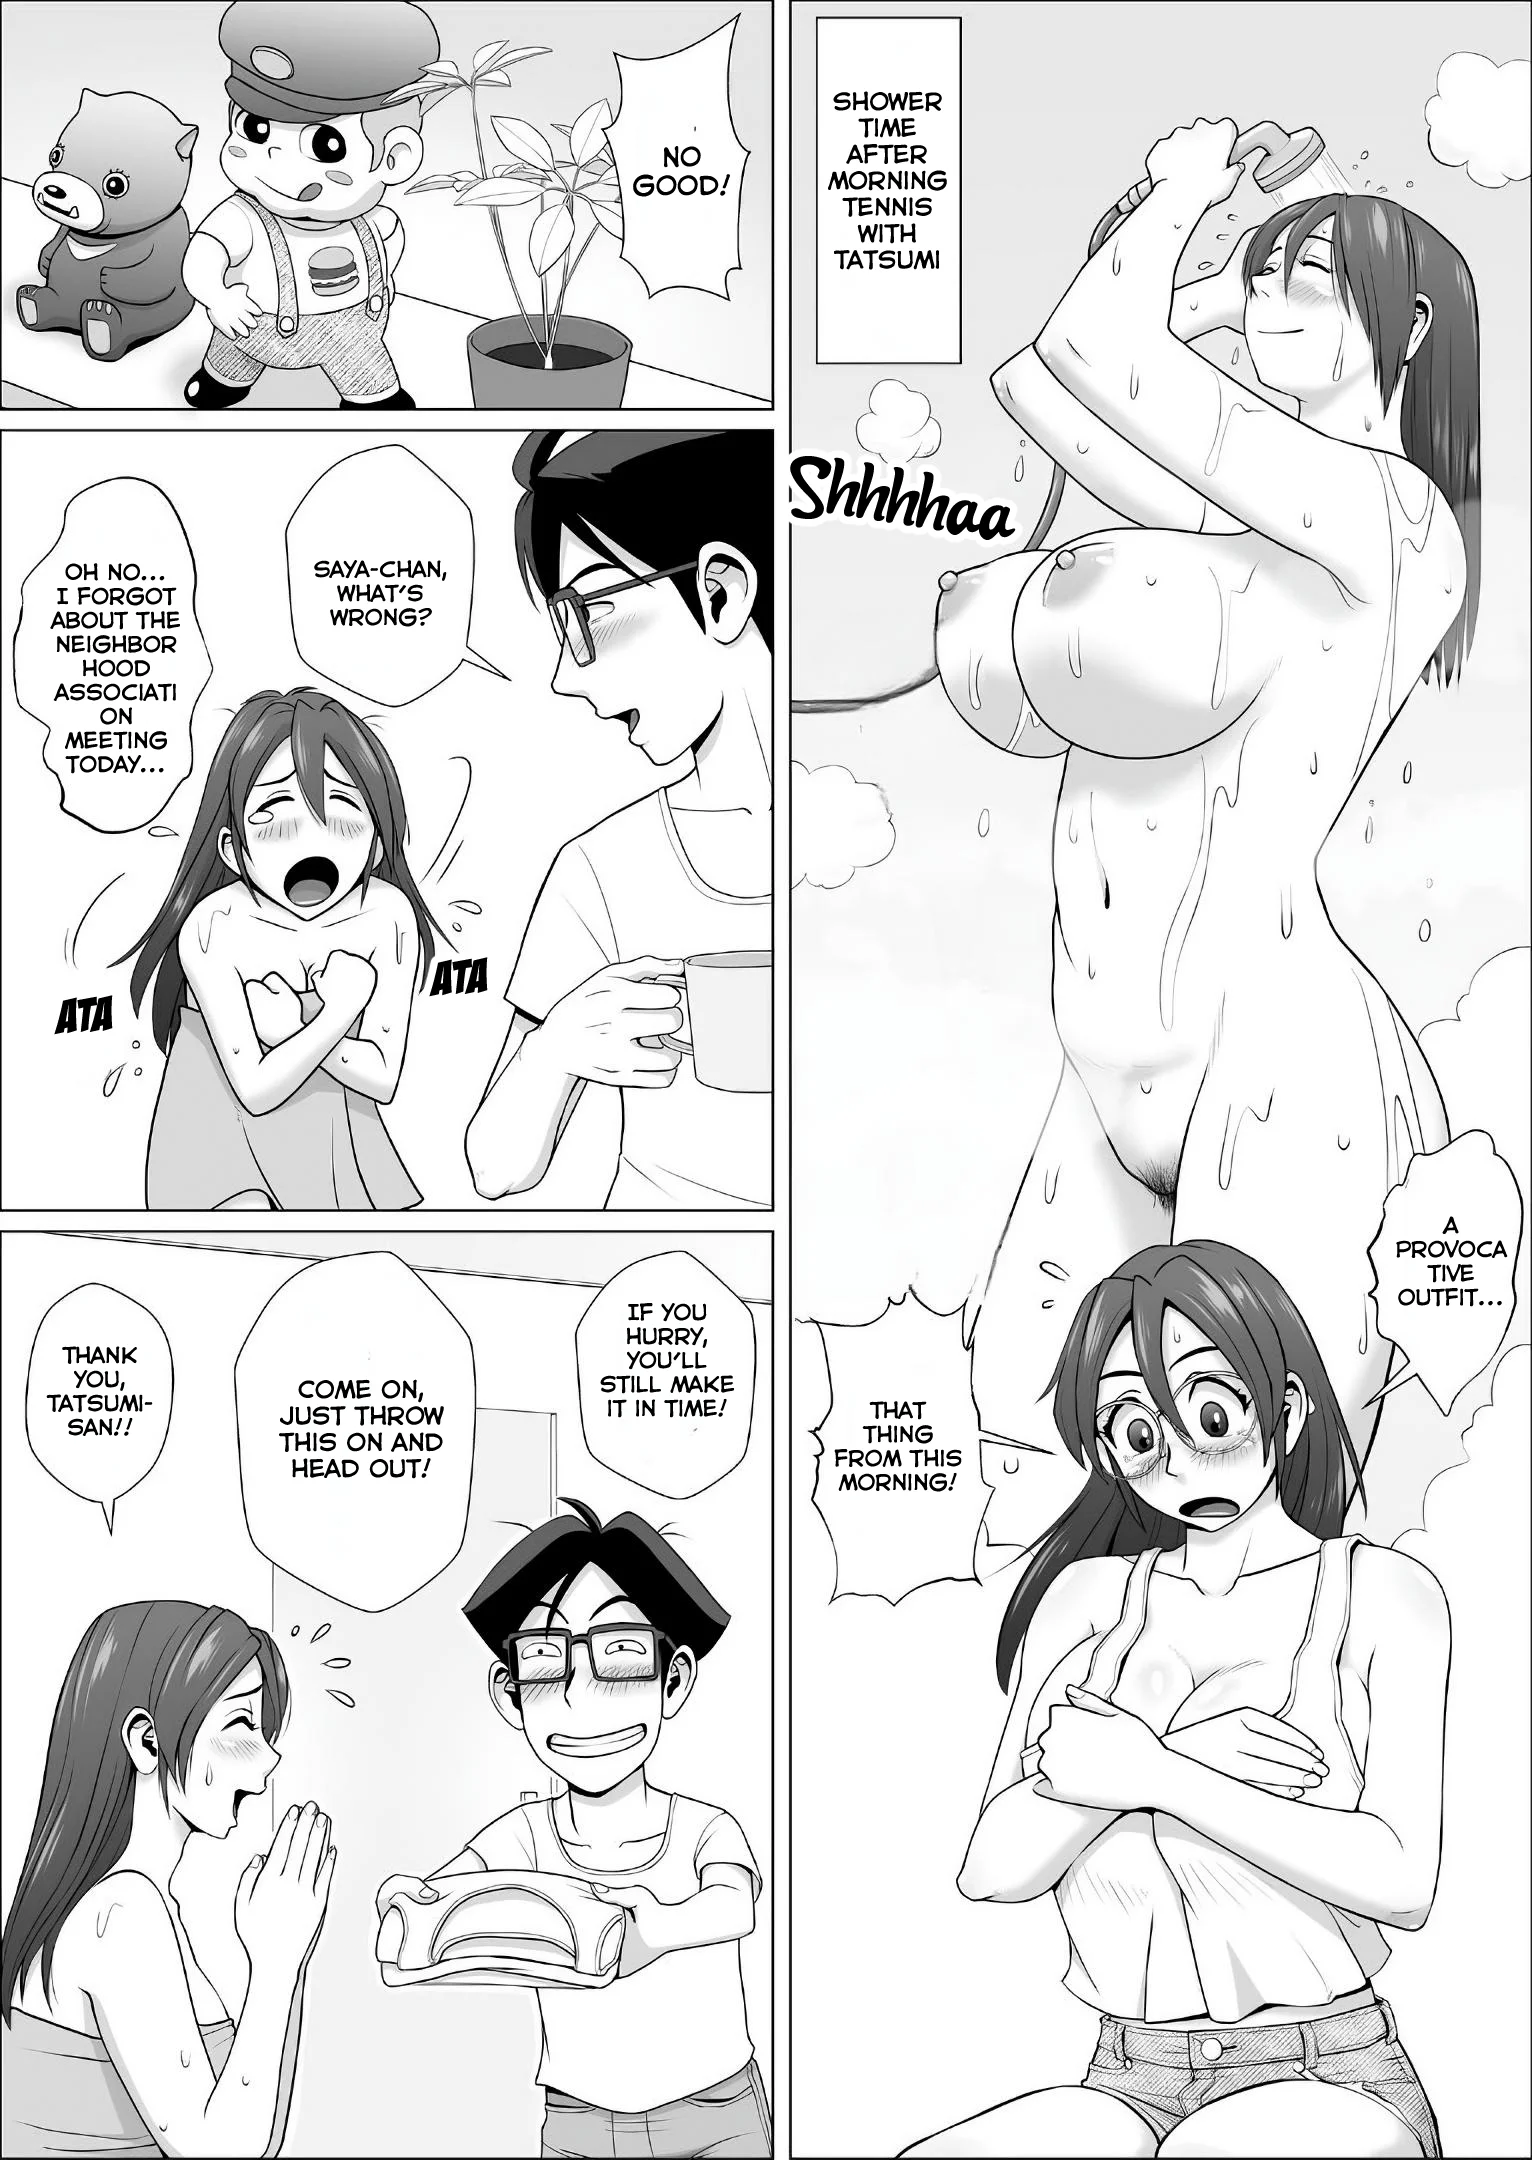 SHOWER
TIME
AFTER
MORNING
TENNIS
WITH
TATSUMI
Shhhhaa
A
PROVOCA
TIVE
OUTFIT...
THAT
THING
FROM THIS
MORNING!
NO
GOOD!
SAYA-CHAN,
WHAT'S
WRONG?
OH NO...
I FORGOT
ABOUT THE
NEIGHBOR
HOOD
ASSOCIATI
ON
MEETING
TODAY...
ATA
ATA
IF YOU
HURRY,
YOU'LL
STILL MAKE
IT IN TIME!
COME ON,
JUST THROW
THIS ON AND
HEAD OUT!
THANK
YOU,
TATSUMI-
SAN!!